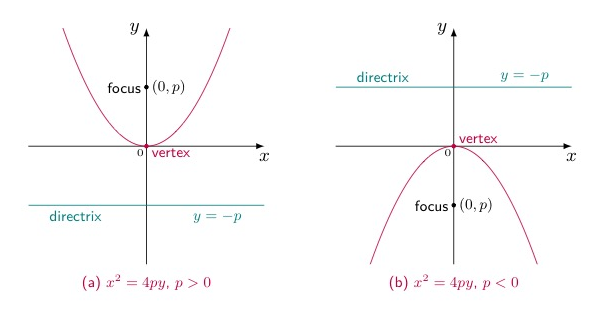 y
focus (0, p)
0 vertex
x
directrix y = −p
(a) x² = 4py, p > 0
y
directrix y = −p
vertex
0
x
focus (0, p)
(b) x² = 4py, p < 0